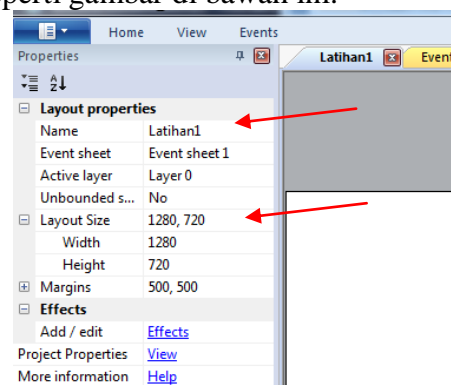 seperti gambar di bawah ini.
Home View Events
Properties
Latihan1 Event
Layout properties
Name Latihan1
Event sheet Event sheet 1
Active layer Layer 0
Unbounded s... No
Layout Size 1280, 720
Width 1280
Height 720
Margins 500, 500
Effects
Add / edit Effects
Project Properties View
More information Help